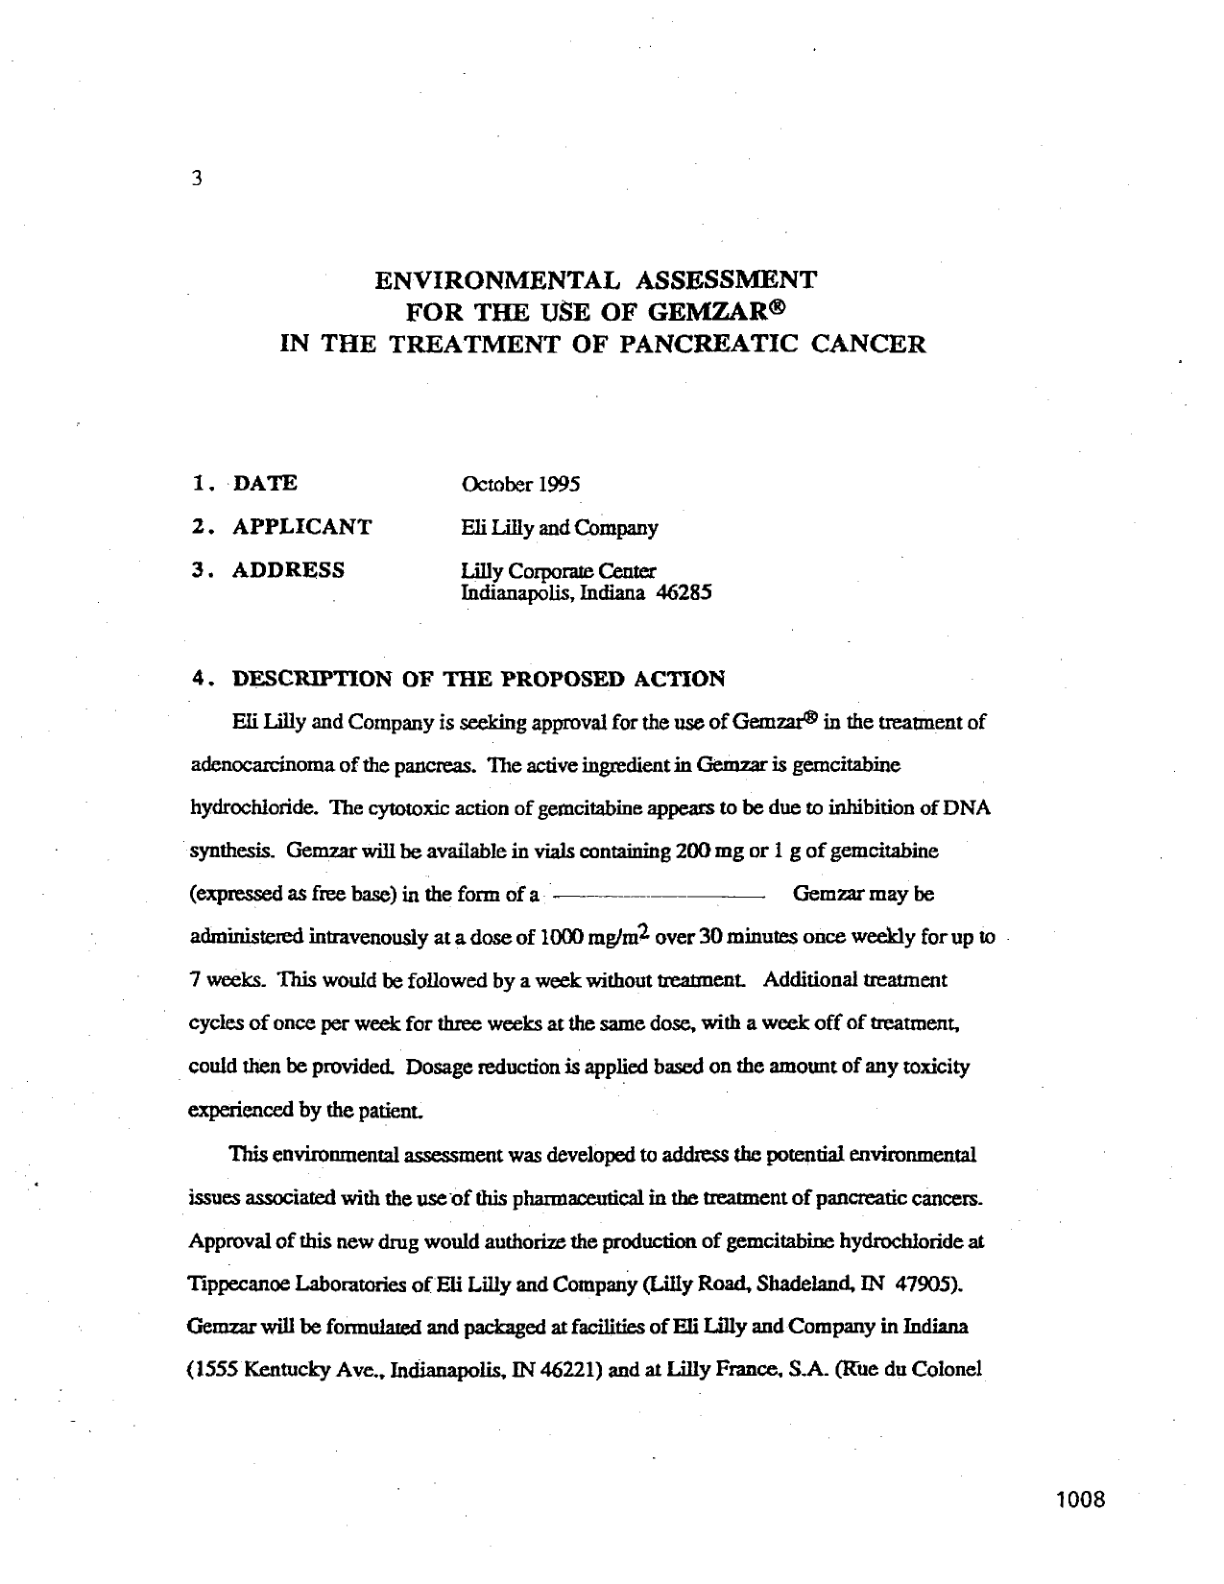 3
ENVIRONMENTAL ASSESSMENT
FOR THE USE OF GEMZAR®
IN THE TREATMENT OF PANCREATIC CANCER
1. DATE October 1995
2. APPLICANT Eli Lilly and Company
3. ADDRESS Lilly Corporate Center
Indianapolis, Indiana 46285
4. DESCRIPTION OF THE PROPOSED ACTION
Eli Lilly and Company is seeking approval for the use of Gemzar® in the treatment of
adenocarcinoma of the pancreas. The active ingredient in Gemzar is gemcitabine
hydrochloride. The cytotoxic action of gemcitabine appears to be due to inhibition of DNA
synthesis. Gemzar will be available in vials containing 200 mg or 1 g of gemcitabine
(expressed as free base) in the form of a Gemzar may be
administered intravenously at a dose of 1000 mg/m2 over 30 minutes once weekly for up to
7 weeks. This would be followed by a week without treatment. Additional treatment
cycles of once per week for three weeks at the same dose, with a week off of treatment,
could then be provided. Dosage reduction is applied based on the amount of any toxicity
experienced by the patient.
This environmental assessment was developed to address the potential environmental
issues associated with the use of this pharmaceutical in the treatment of pancreatic cancers.
Approval of this new drug would authorize the production of gemcitabine hydrochloride at
Tippecanoe Laboratories of Eli Lilly and Company (Lilly Road, Shadeland, IN 47905).
Gemzar will be formulated and packaged at facilities of Eli Lilly and Company in Indiana
(1555 Kentucky Ave., Indianapolis, IN 46221) and at Lilly France, S.A. (Rue du Colonel
1008